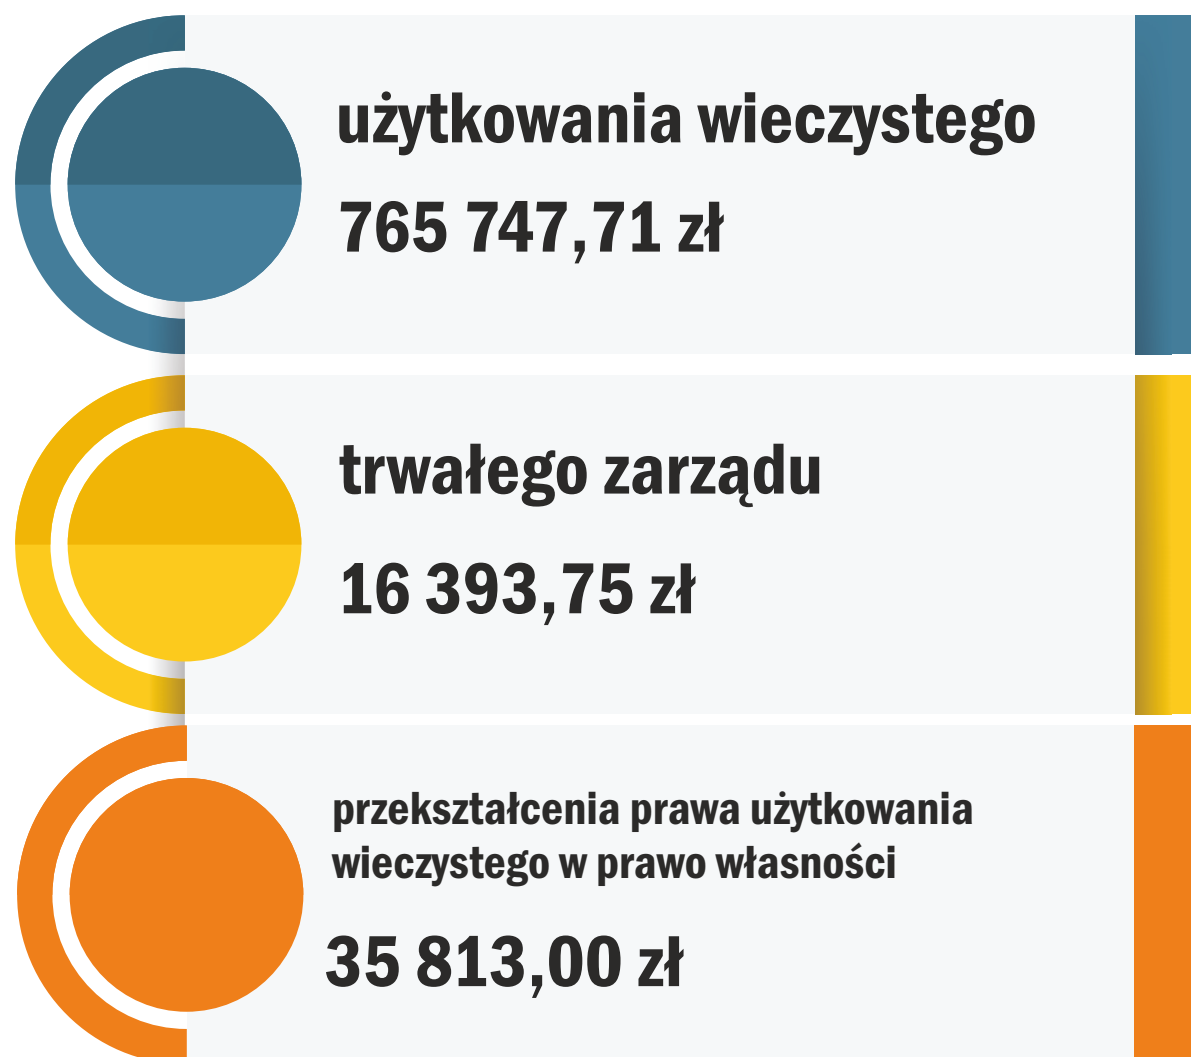 użytkowania wieczystego
765 747,71 zł
trwałego zarządu
16 393,75 zł
przekształcenia prawa użytkowania
wieczystego w prawo własności
35 813,00 zł